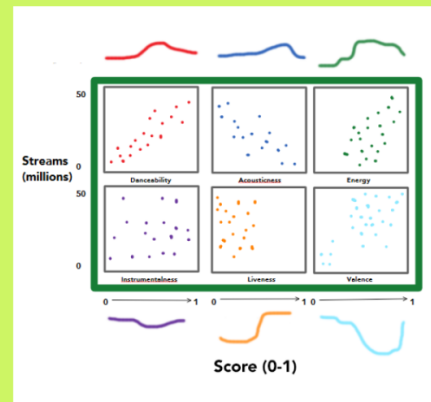 50
Streams
(millions)
0
Danceability
Acousticness
Energy
50
0
Instrumentalness
Liveness
Valence
0 1 0 1 0 1
Score (0-1)